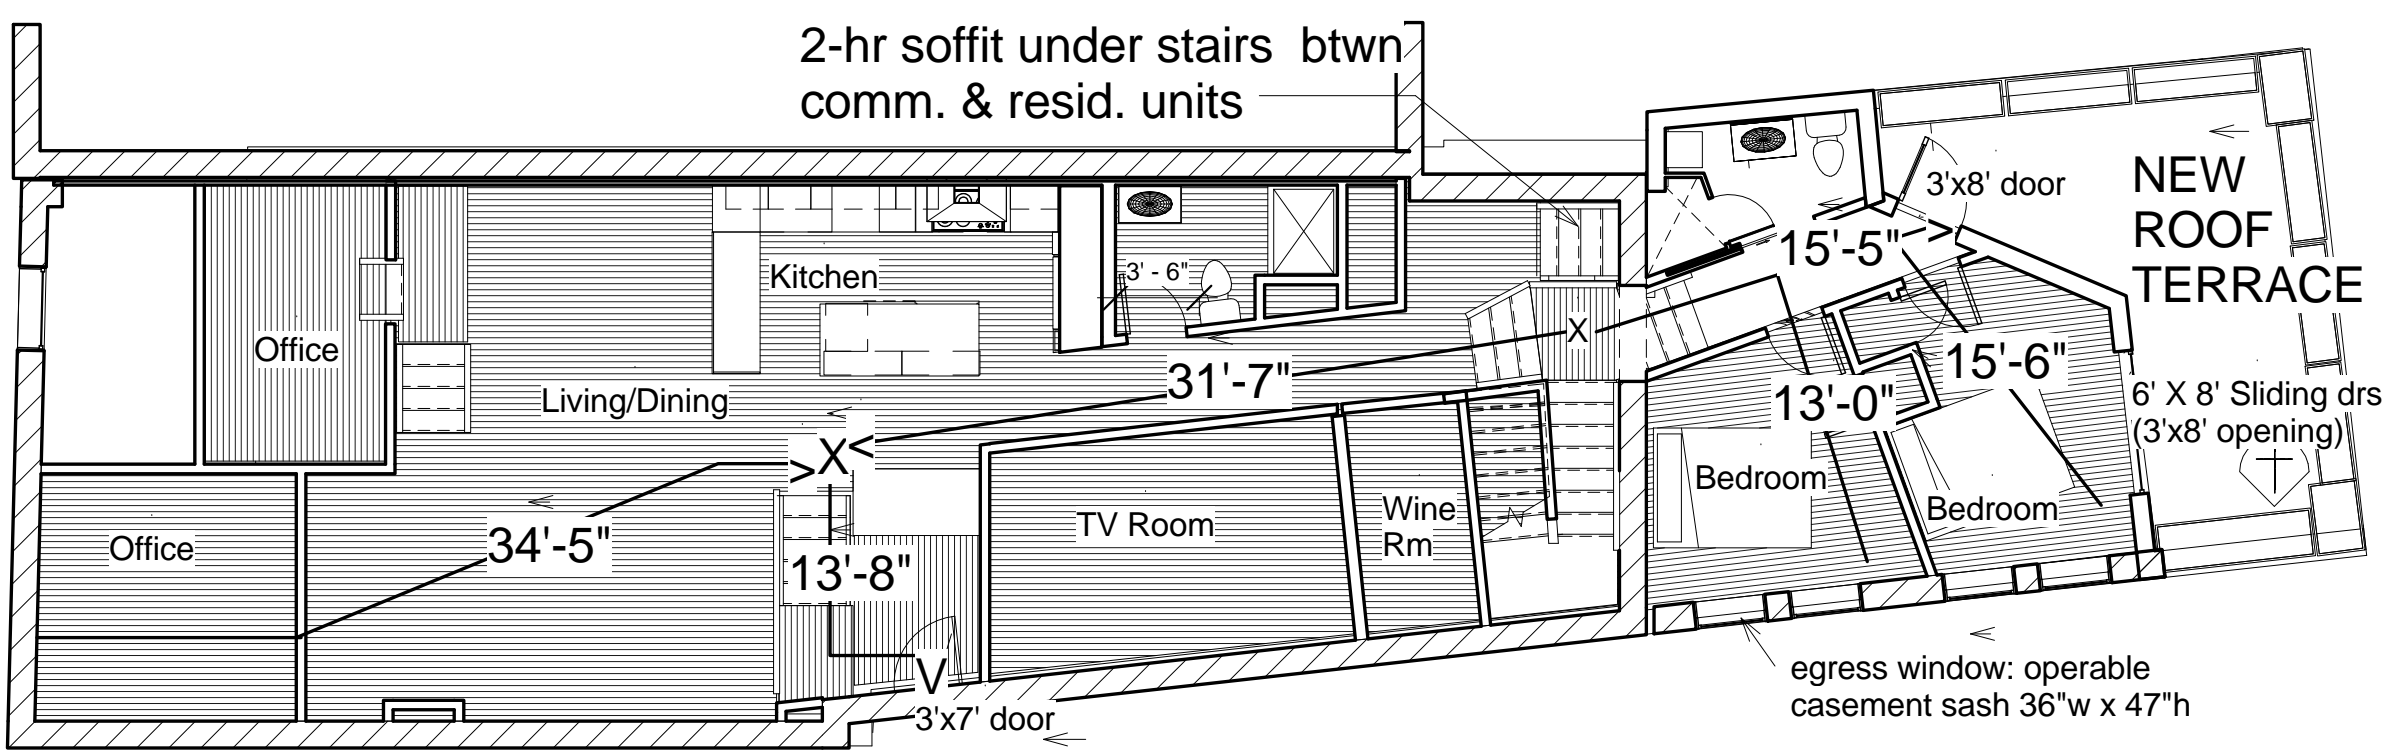 2-hr soffit under stairs btwn
comm. & resid. units
NEW
ROOF
TERRACE
3'x8' door
15'-5"
>
Kitchen
3' - 6"
Office
X
31'-7"
15'-6"
13'-0"
6' X 8' Sliding drs
(3'x8' opening)
Living/Dining
>X<
Bedroom
Bedroom
TV Room
Wine
Rm
Office
34'-5"
13'-8"
V
3'x7' door
egress window: operable
casement sash 36"w x 47"h